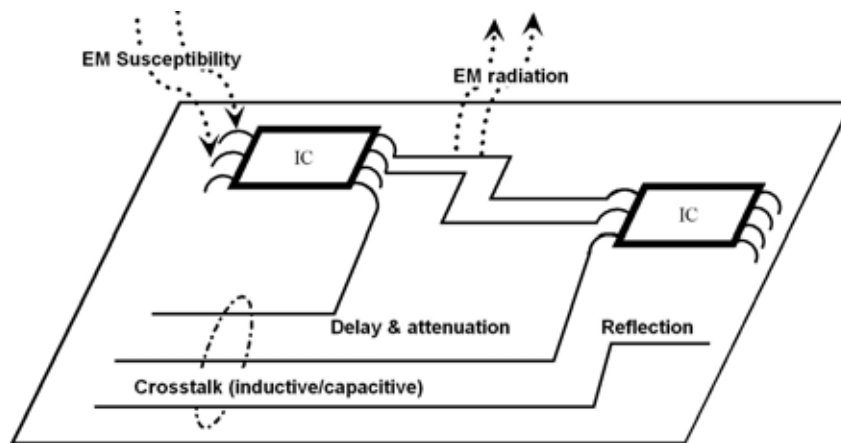 EM Susceptibility
EM radiation
IC
IC
Delay & attenuation
Reflection
Crosstalk (inductive/capacitive)